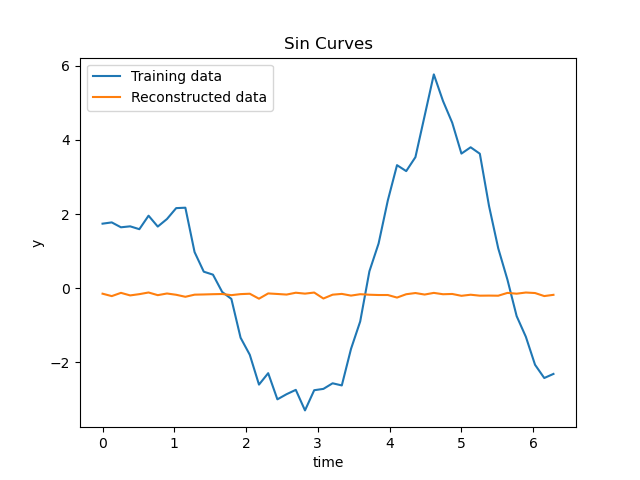 Sin Curves
Training data
Reconstructed data
y
6
4
2
0
−2
0 1 2 3 4 5 6
time